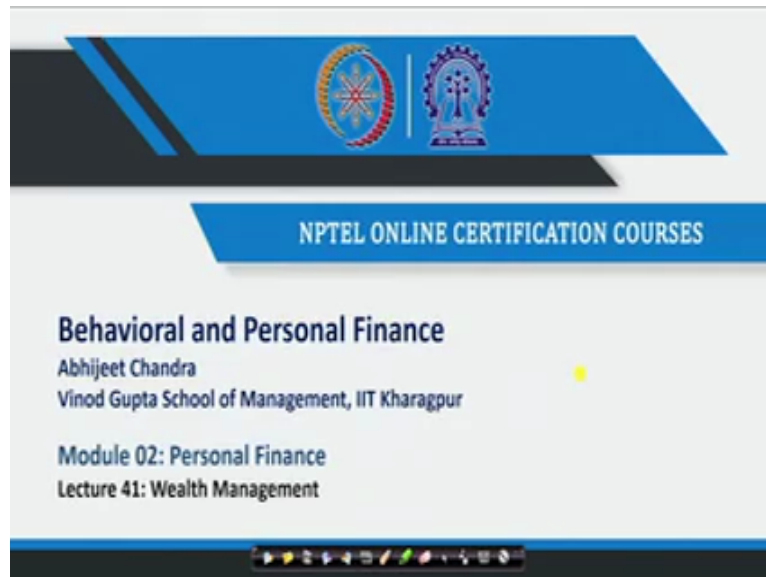 NPTEL ONLINE CERTIFICATION COURSES
Behavioral and Personal Finance
Abhijeet Chandra
Vinod Gupta School of Management, IIT Kharagpur
Module 02: Personal Finance
Lecture 41: Wealth Management